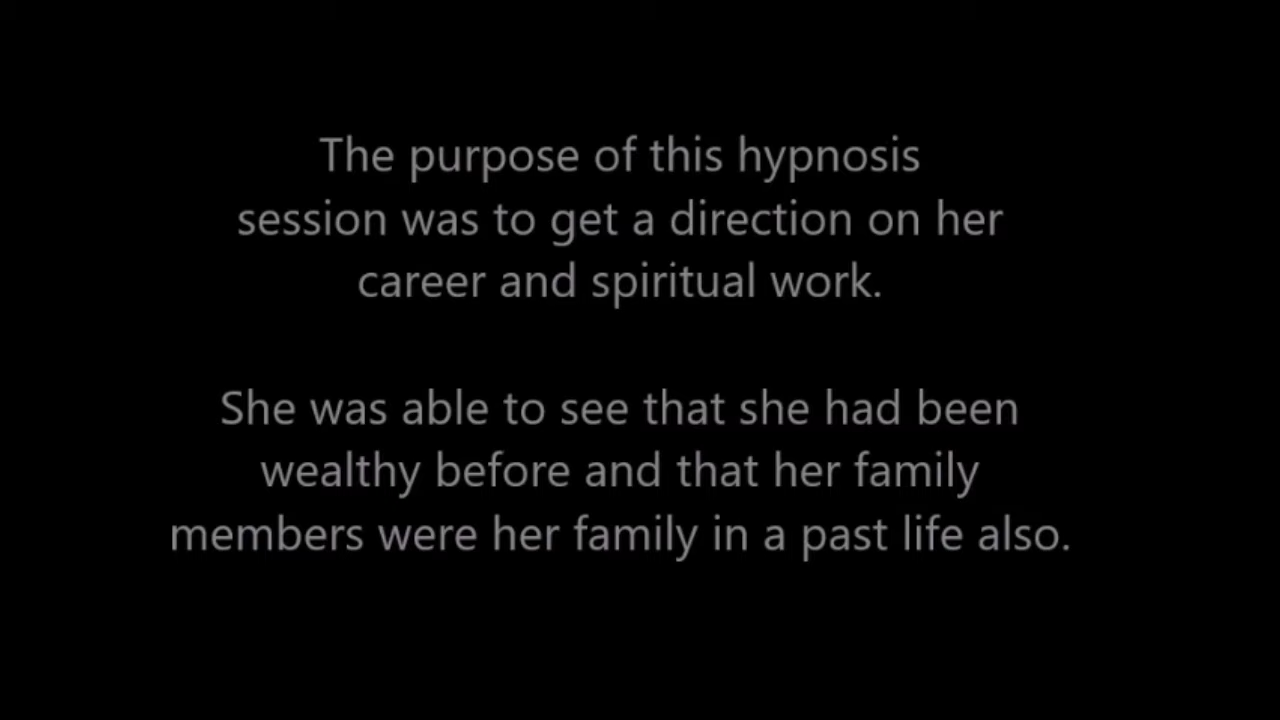 The purpose of this hypnosis
session was to get a direction on her
career and spiritual work.
She was able to see that she had been
wealthy before and that her family
members were her family in a past life also.